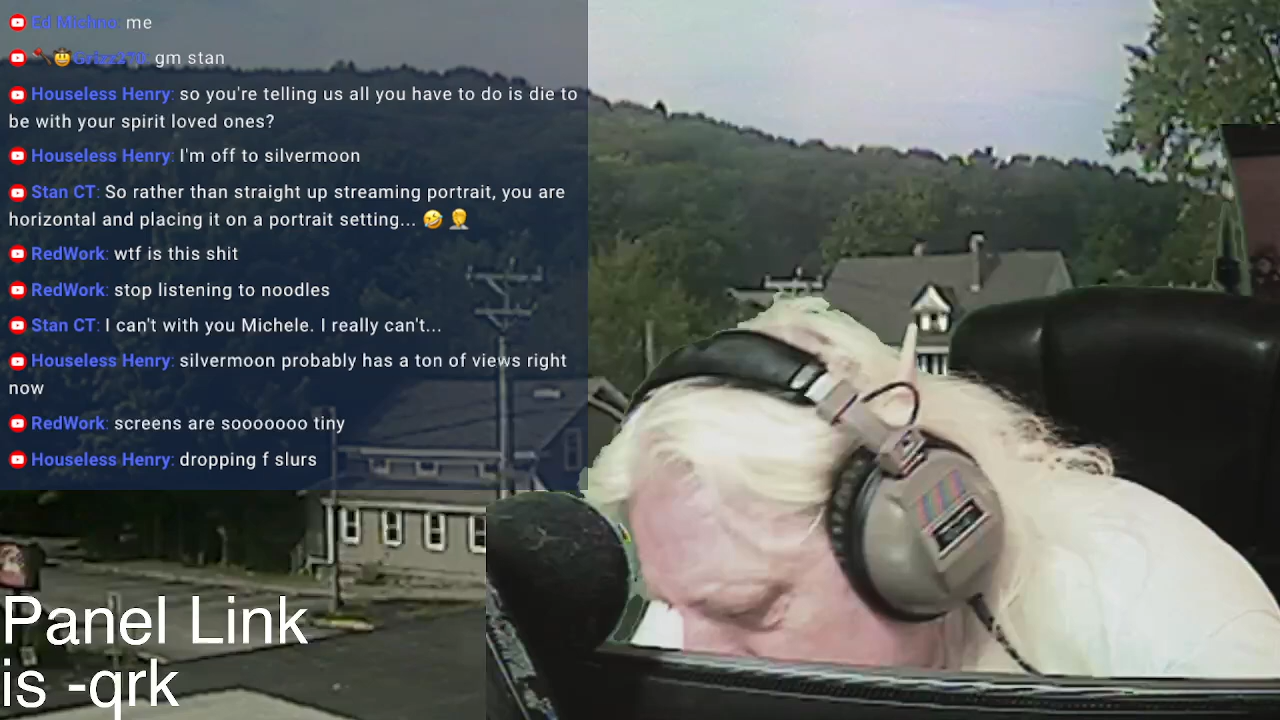 Ed Michno: me
Grizz270: gm stan
Houseless Henry: so you're telling us all you have to do is die to
be with your spirit loved ones?
Houseless Henry: I'm off to silvermoon
Stan CT: So rather than straight up streaming portrait, you are
horizontal and placing it on a portrait setting... 🤣 🤦
RedWork: wtf is this shit
RedWork: stop listening to noodles
Stan CT: I can't with you Michele. I really can't...
Houseless Henry: silvermoon probably has a ton of views right
now
RedWork: screens are sooooooo tiny
Houseless Henry: dropping f slurs
Panel Link
is -qrk